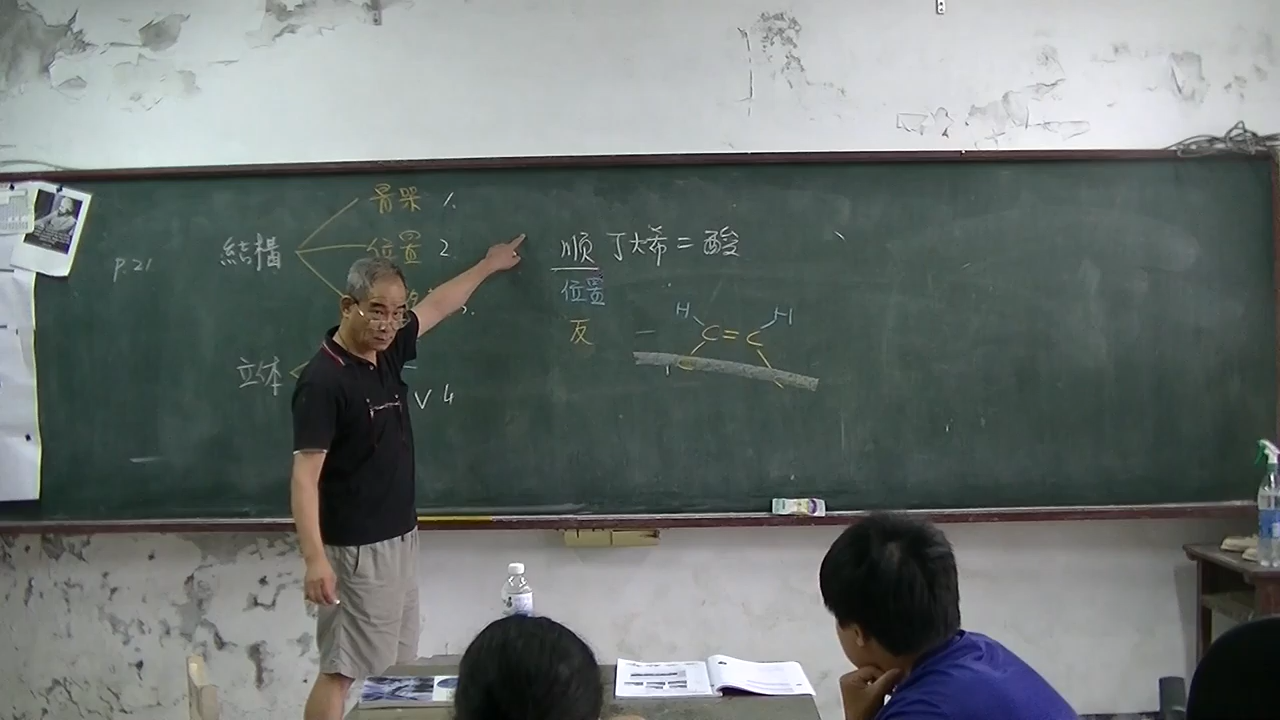 骨架 1.
結構 位置 2.
p.21
3.
立体
V 4
順丁烯二酸
位置
反
H H
C=C